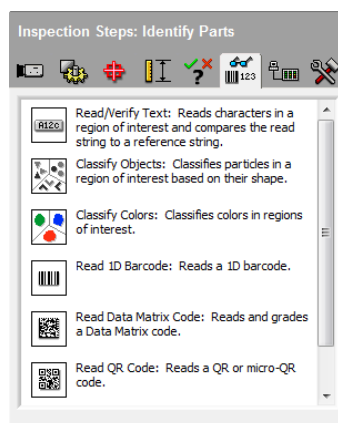 Inspection Steps: Identify Parts
123
A12c
Read/Verify Text: Reads characters in a
region of interest and compares the read
string to a reference string.
Classify Objects: Classifies particles in a
region of interest based on their shape.
Classify Colors: Classifies colors in regions
of interest.
Read 1D Barcode: Reads a 1D barcode.
Read Data Matrix Code: Reads and grades
a Data Matrix code.
Read QR Code: Reads a QR or micro-QR
code.